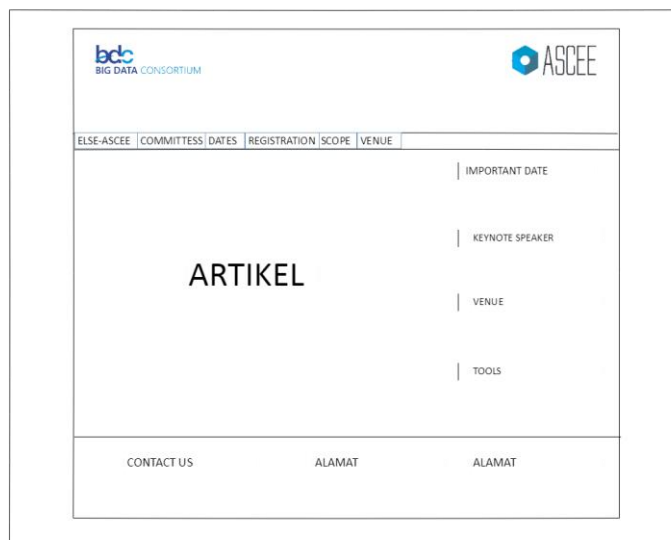 bdc
BIG DATA CONSORTIUM
ASCEE
ELSE-ASCEE COMMITTESS DATES REGISTRATION SCOPE VENUE
IMPORTANT DATE
KEYNOTE SPEAKER
ARTIKEL
VENUE
TOOLS
CONTACT US ALAMAT ALAMAT